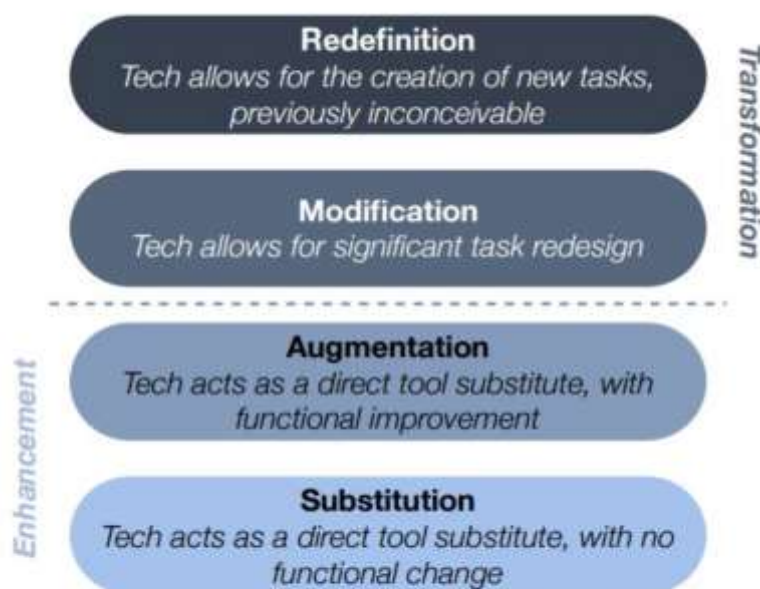 Redefinition
Tech allows for the creation of new tasks,
previously inconceivable
Modification
Tech allows for significant task redesign
Transformation
Augmentation
Tech acts as a direct tool substitute, with
functional improvement
Substitution
Tech acts as a direct tool substitute, with no
functional change
Enhancement